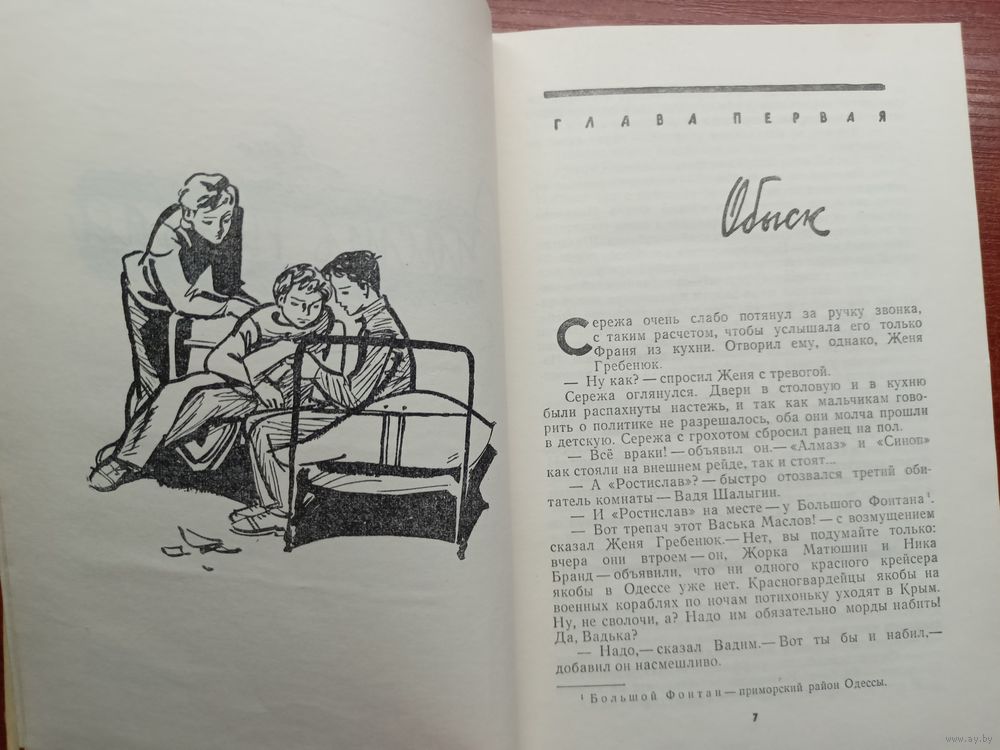 ГЛАВА ПЕРВАЯ
Обыск
Сережа очень слабо потянул за ручку звонка,
с таким расчетом, чтобы услышала его только
Франя из кухни. Отворил ему, однако, Женя
Гребенюк.
— Ну как? — спросил Женя с тревогой.
Сережа оглянулся. Двери в столовую и в кухню
были распахнуты настежь, и так как мальчикам гово-
рить о политике не разрешалось, оба они молча прошли
в детскую. Сережа с грохотом сбросил ранец на пол.
— Всё враки! — объявил он.— «Алмаз» и «Синоп»
как стояли на внешнем рейде, так и стоят...
— А «Ростислав»? — быстро отозвался третий оби-
татель комнаты — Вадя Шалыгин.
— И «Ростислав» на месте — у Большого Фонтана¹.
— Вот трепач этот Васька Маслов! — с возмущением
сказал Женя Гребенюк.— Нет, вы подумайте только:
вчера они втроем — он, Жорка Матюшин и Ника
Бранд — объявили, что ни одного красного крейсера
якобы в Одессе уже нет. Красногвардейцы якобы на
военных кораблях по ночам потихоньку уходят в Крым.
Ну, не сволочи, а? Надо им обязательно морды набить!
Да, Вадька?
— Надо,— сказал Вадим.— Вот ты бы и набил,—
добавил он насмешливо.
¹ Большой Фонтан — приморский район Одессы.
7
www.ay.by